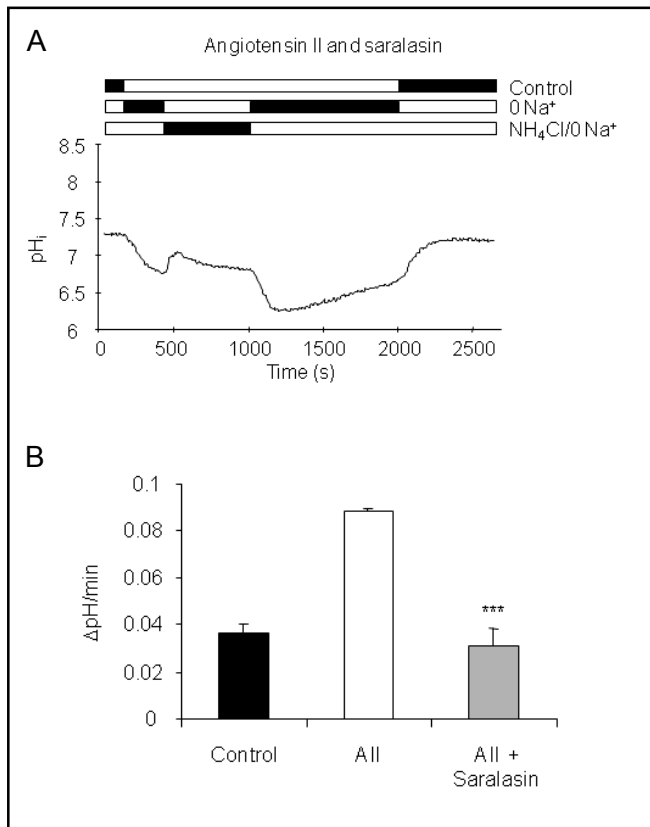 A
Angiotensin II and saralasin
Control
0 Na⁺
NH₄Cl/0 Na⁺
8.5
8
7.5
7
6.5
6
pHᵢ
0 500 1000 1500 2000 2500
Time (s)
B
0.1
0.08
0.06
0.04
0.02
0
ΔpH/min
***
Control AII AII +
Saralasin